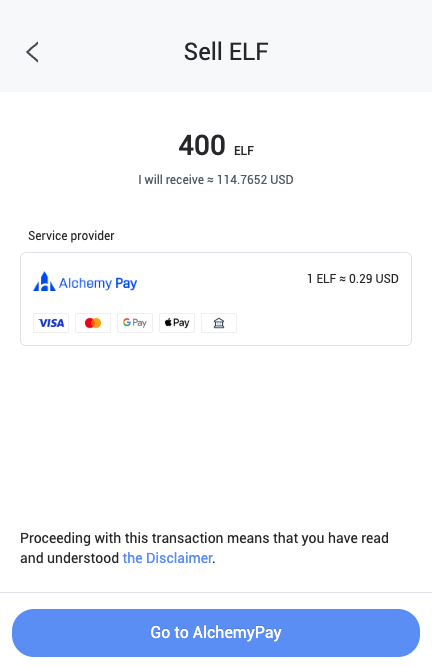 Sell ELF
400 ELF
I will receive ≈ 114.7652 USD
Service provider
Alchemy Pay
1 ELF ≈ 0.29 USD
VISA
G Pay
Pay
Proceeding with this transaction means that you have read
and understood the Disclaimer.
Go to AlchemyPay